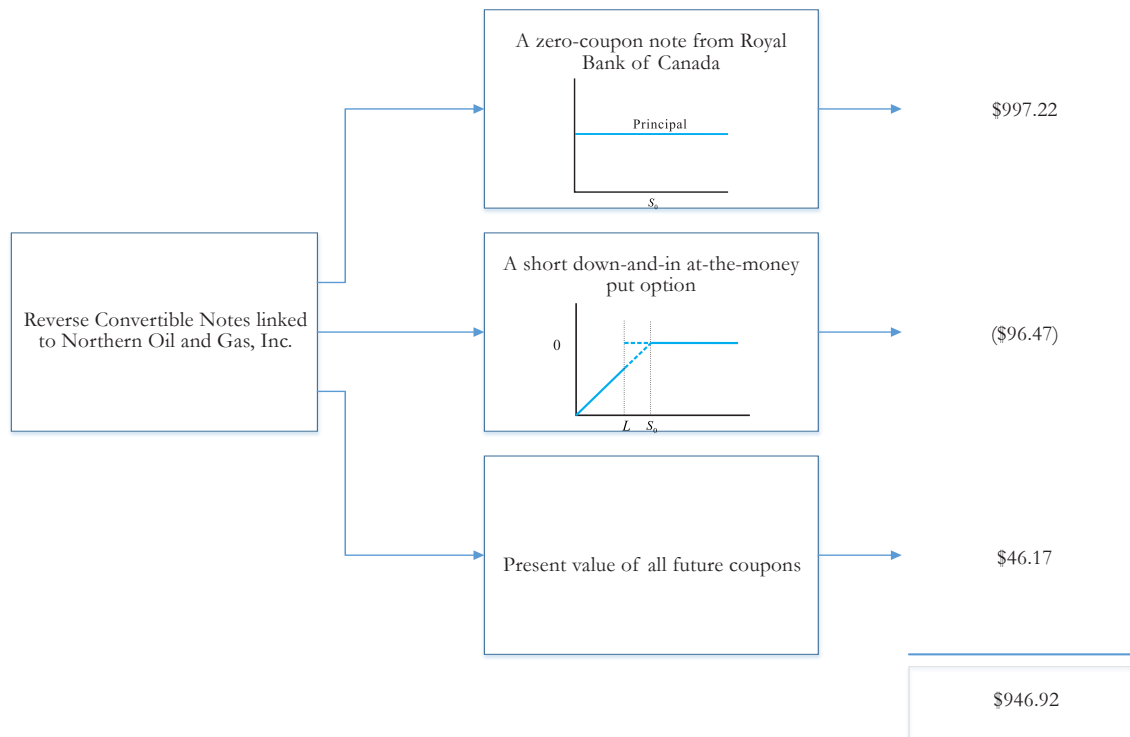 A zero-coupon note from Royal
Bank of Canada
Principal
S₀
$997.22
Reverse Convertible Notes linked
to Northern Oil and Gas, Inc.
A short down-and-in at-the-money
put option
0
L S₀
($96.47)
Present value of all future coupons
$46.17
$946.92